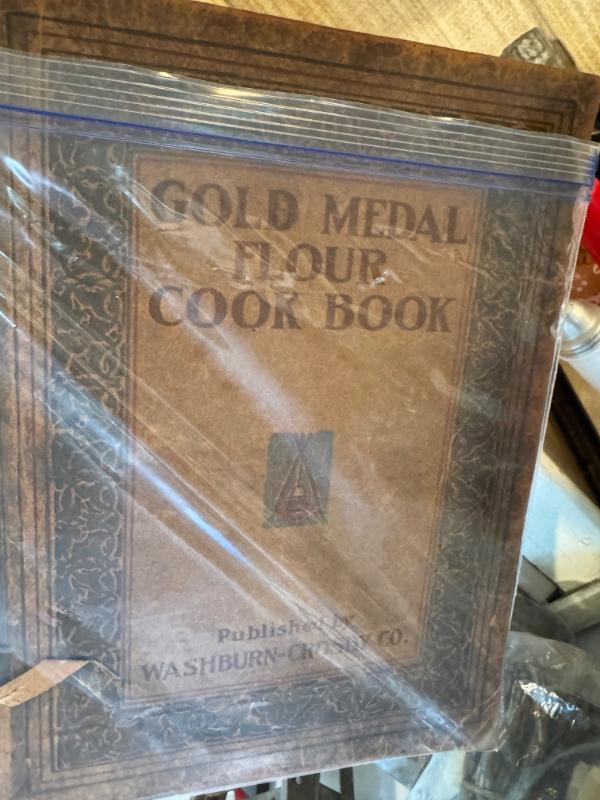 GOLD MEDAL
FLOUR
COOK BOOK
Published by
WASHBURN-CROSBY CO.